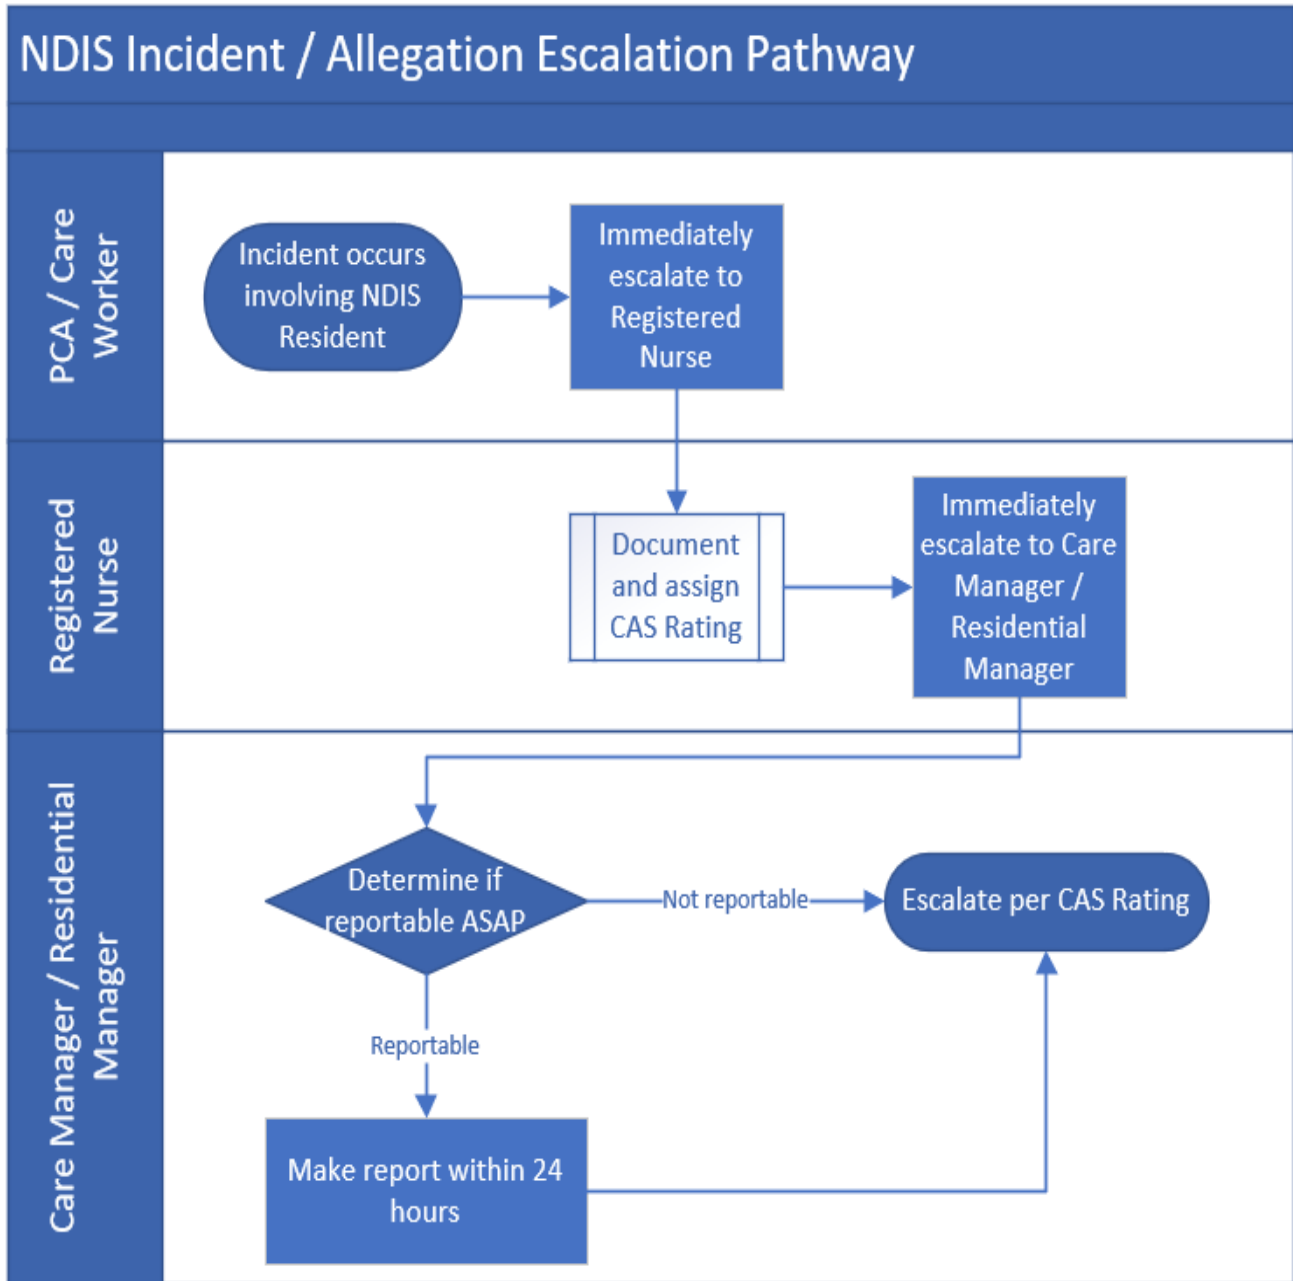 NDIS Incident / Allegation Escalation Pathway
PCA / Care
Worker
Incident occurs
involving NDIS
Resident
Immediately
escalate to
Registered
Nurse
Registered
Nurse
Document
and assign
CAS Rating
Immediately
escalate to Care
Manager /
Residential
Manager
Care Manager / Residential
Manager
Determine if
reportable ASAP
Not reportable
Escalate per CAS Rating
Reportable
Make report within 24
hours